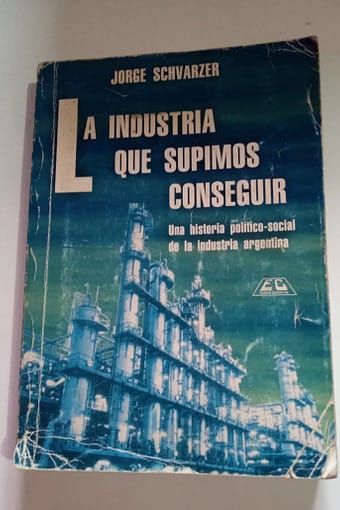 JORGE SCHVARZER
LA INDUSTRIA
QUE SUPIMOS
CONSEGUIR
Una historia político-social
de la industria argentina